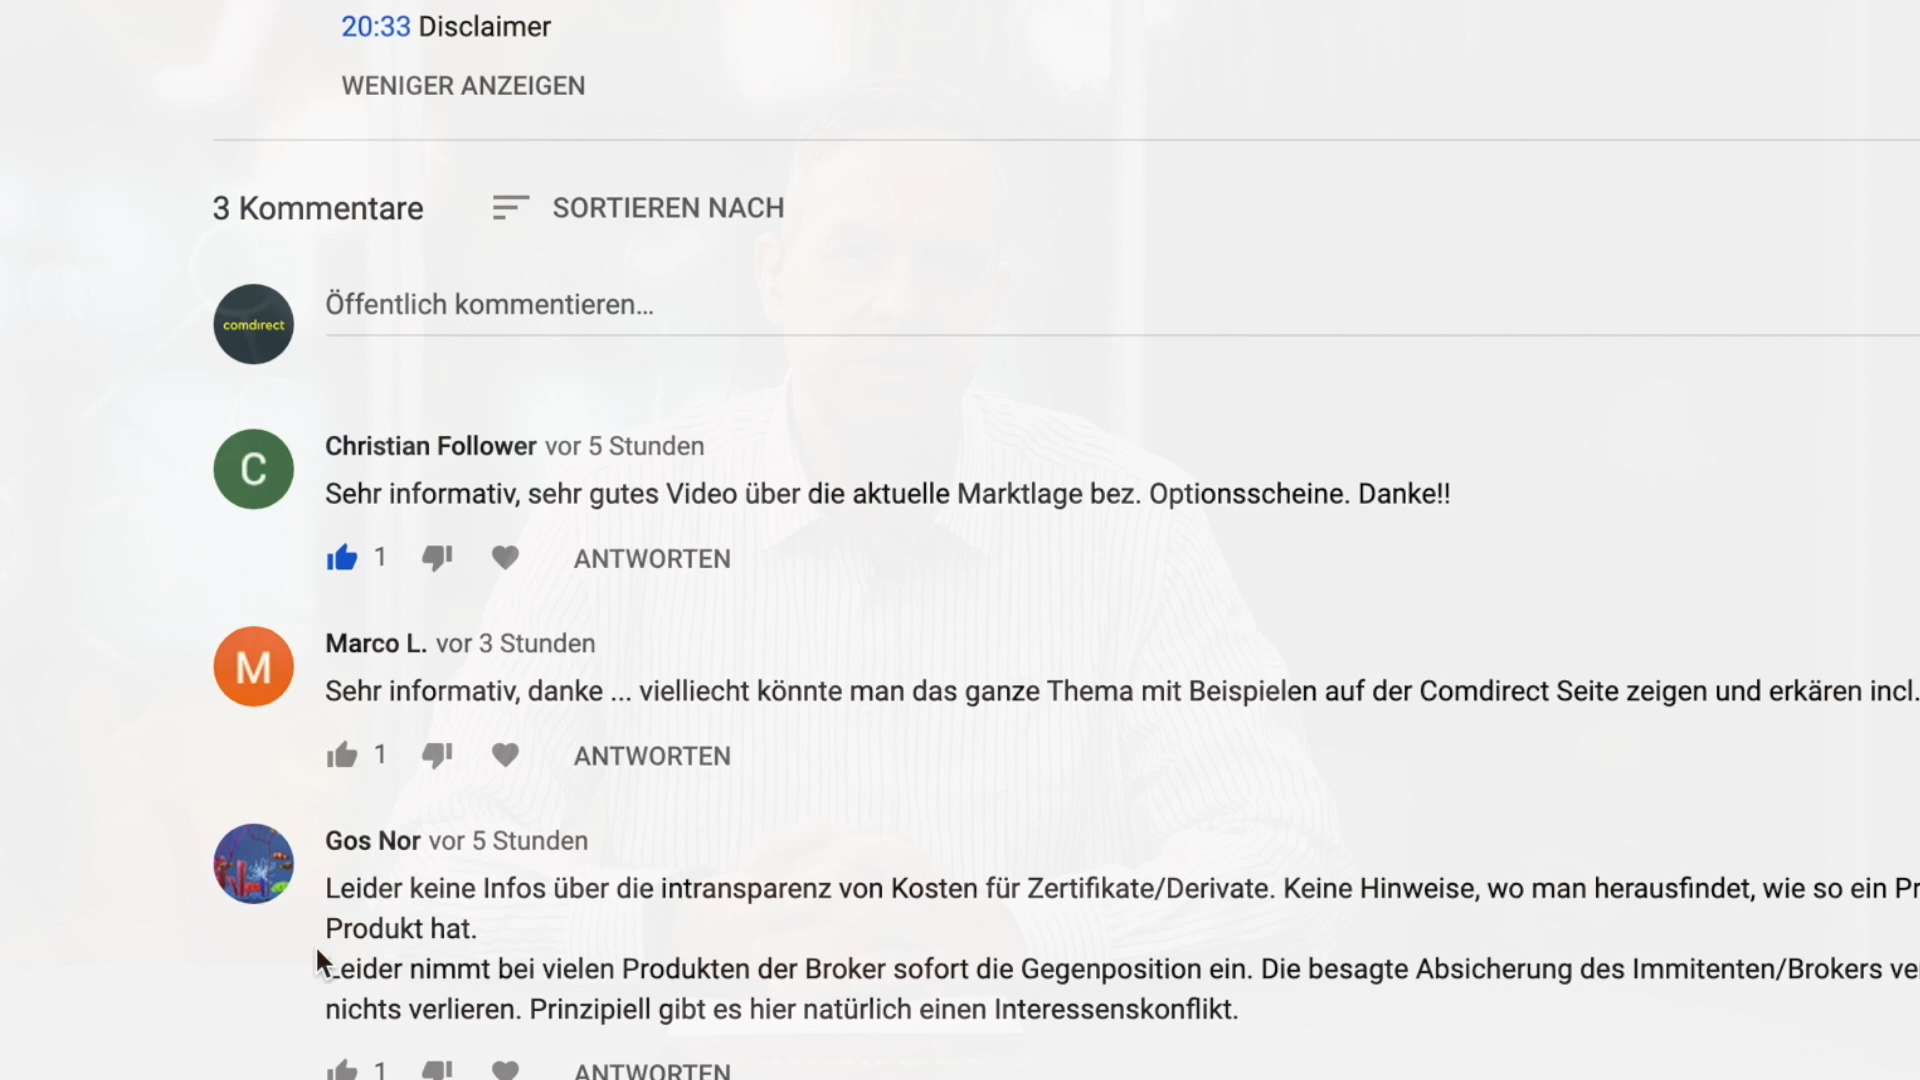 20:33 Disclaimer
WENIGER ANZEIGEN
3 Kommentare
SORTIEREN NACH
comdirect
Öffentlich kommentieren...
C
Christian Follower vor 5 Stunden
Sehr informativ, sehr gutes Video über die aktuelle Marktlage bez. Optionsscheine. Danke!!
1
ANTWORTEN
M
Marco L. vor 3 Stunden
Sehr informativ, danke ... vielliecht könnte man das ganze Thema mit Beispielen auf der Comdirect Seite zeigen und erkären incl.
1
ANTWORTEN
Gos Nor vor 5 Stunden
Leider keine Infos über die intransparenz von Kosten für Zertifikate/Derivate. Keine Hinweise, wo man herausfindet, wie so ein Pr
Produkt hat.
Leider nimmt bei vielen Produkten der Broker sofort die Gegenposition ein. Die besagte Absicherung des Immitenten/Brokers ve
nichts verlieren. Prinzipiell gibt es hier natürlich einen Interessenskonflikt.
1
ANTWORTEN